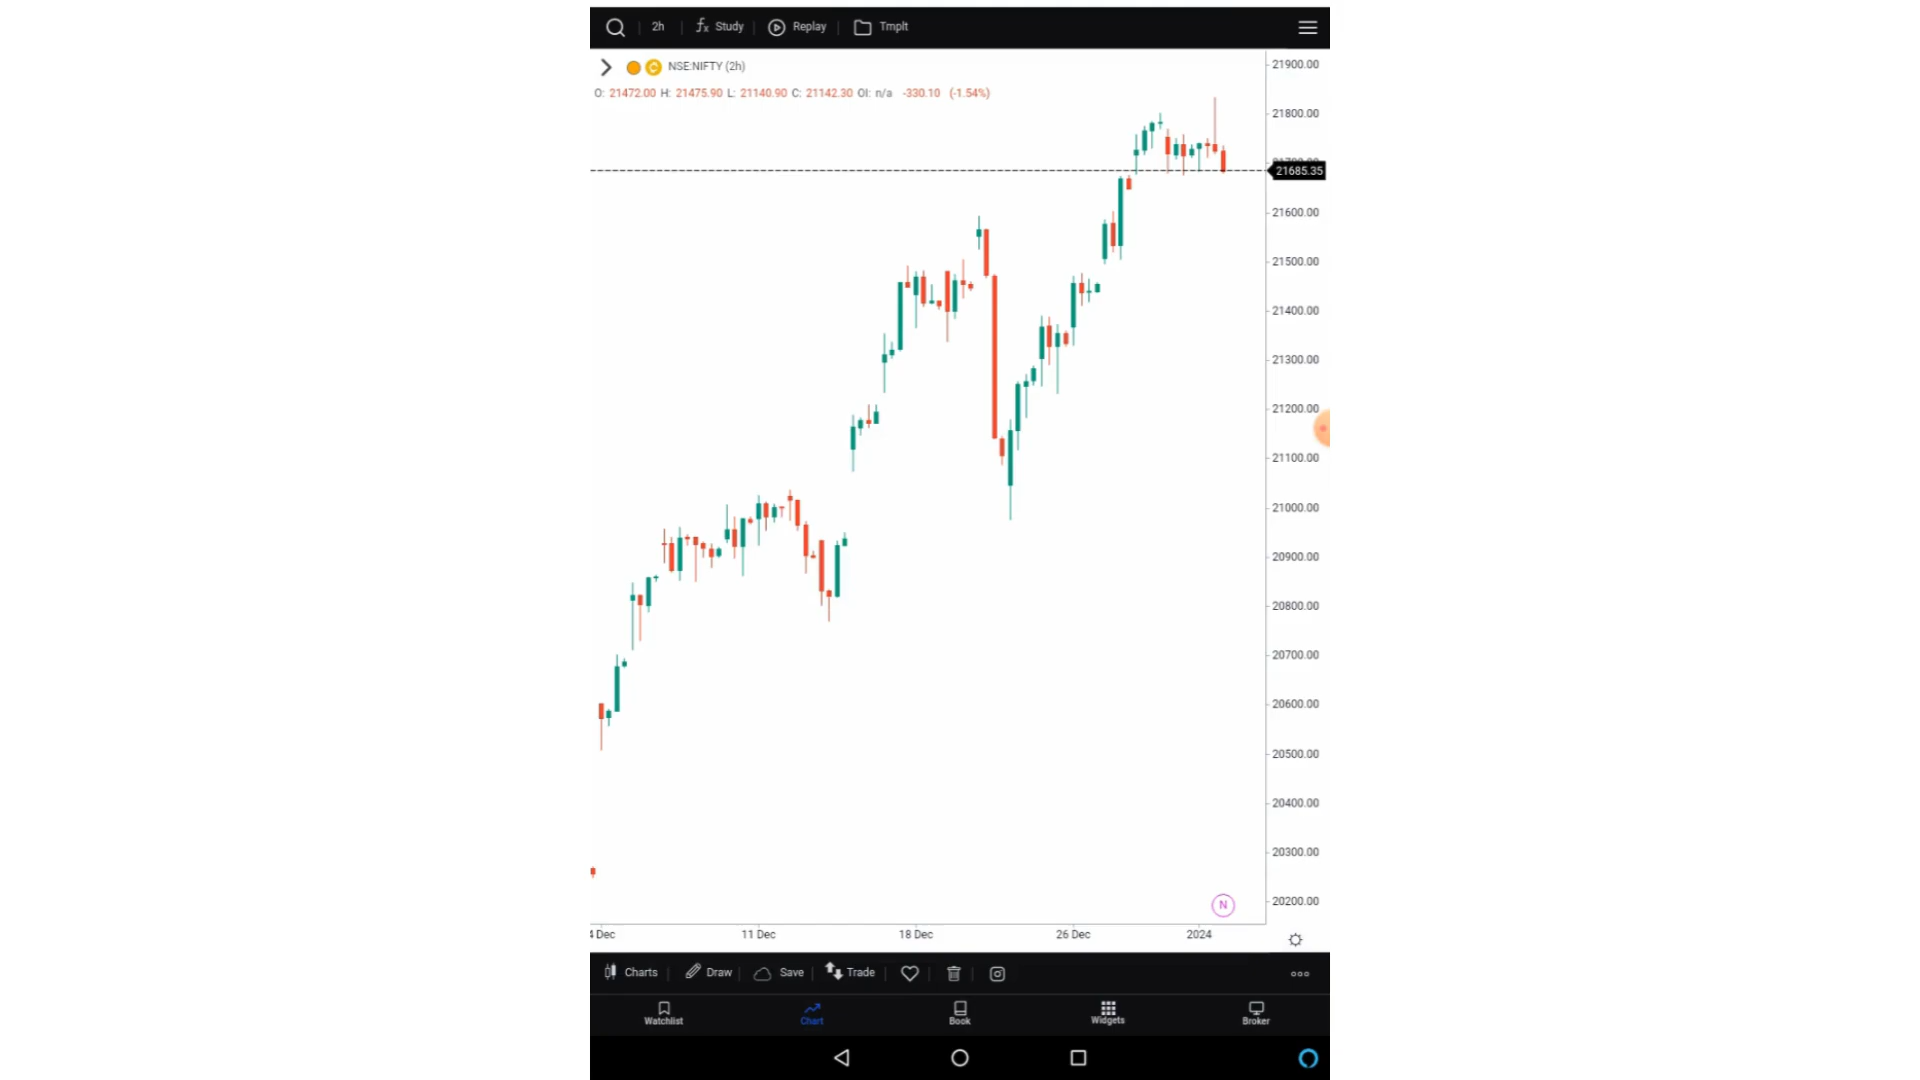 2h Study Replay Tmplt
NSE:NIFTY (2h)
O: 21472.00 H: 21475.90 L: 21140.90 C: 21142.30 OI: n/a -330.10 (-1.54%)
21900.00
21800.00
21685.35
21600.00
21500.00
21400.00
21300.00
21200.00
21100.00
21000.00
20900.00
20800.00
20700.00
20600.00
20500.00
20400.00
20300.00
20200.00
N
4 Dec 11 Dec 18 Dec 26 Dec 2024
Charts Draw Save Trade
Watchlist Chart Book Widgets Broker